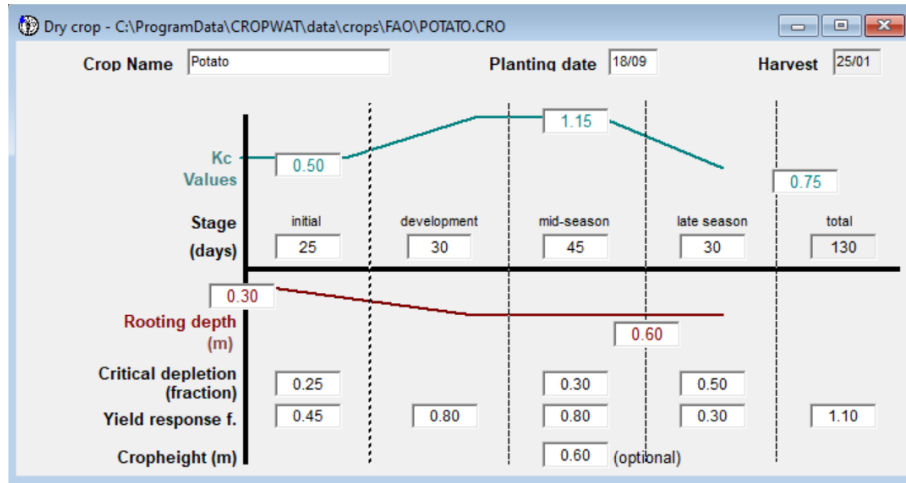 Dry crop - C:\ProgramData\CROPWAT\data\crops\FAO\POTATO.CRO
Crop Name Potato Planting date 18/09 Harvest 25/01
Kc Values 0.50 1.15 0.75
Stage initial development mid-season late season total
(days) 25 30 45 30 130
0.30
Rooting depth
(m) 0.60
Critical depletion
(fraction) 0.25 0.30 0.50
Yield response f. 0.45 0.80 0.80 0.30 1.10
Cropheight (m) 0.60 (optional)